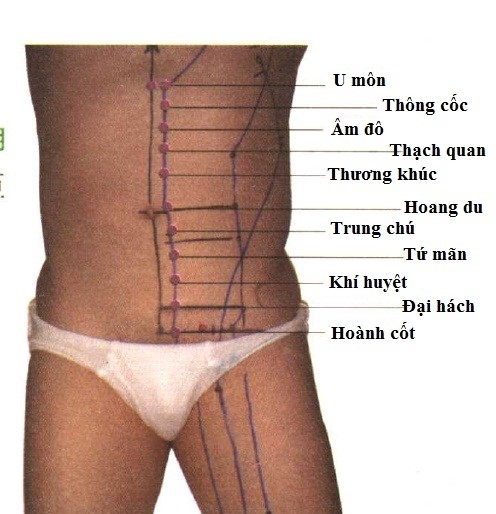 U môn
Thông cốc
Âm đô
Thạch quan
Thương khúc
Hoang du
Trung chú
Tứ mãn
Khí huyệt
Đại hách
Hoành cốt